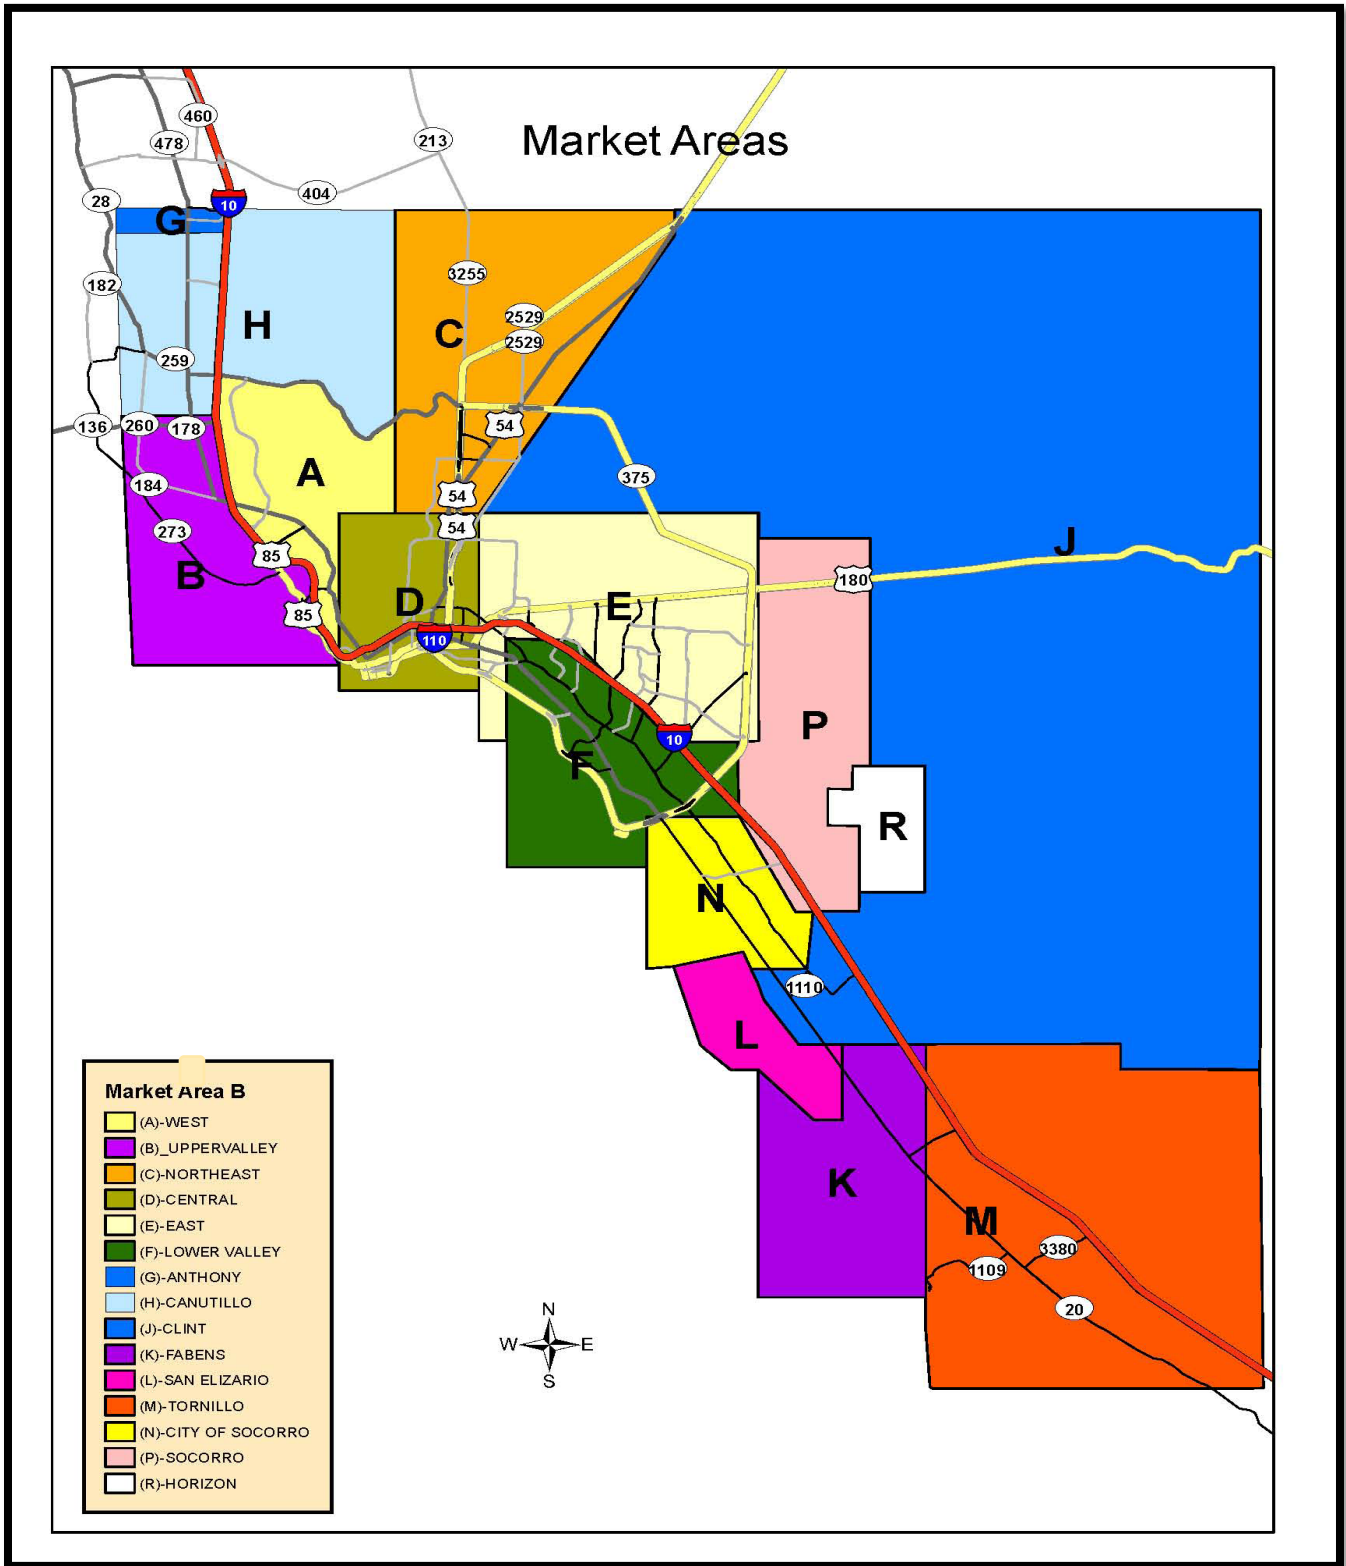 460
478
213
Market Areas
404
28
10
G
3255
182
H
2529
C
2529
259
54
136
260
178
A
375
184
54
54
273
J
85
B
180
D
E
85
110
P
10
F
R
N
1110
L
K
M
3380
1109
20
Market Area B
(A)-WEST
(B)_UPPERVALLEY
(C)-NORTHEAST
(D)-CENTRAL
(E)-EAST
(F)-LOWER VALLEY
(G)-ANTHONY
(H)-CANUTILLO
(J)-CLINT
(K)-FABENS
(L)-SAN ELIZARIO
(M)-TORNILLO
(N)-CITY OF SOCORRO
(P)-SOCORRO
(R)-HORIZON
N
W E
S